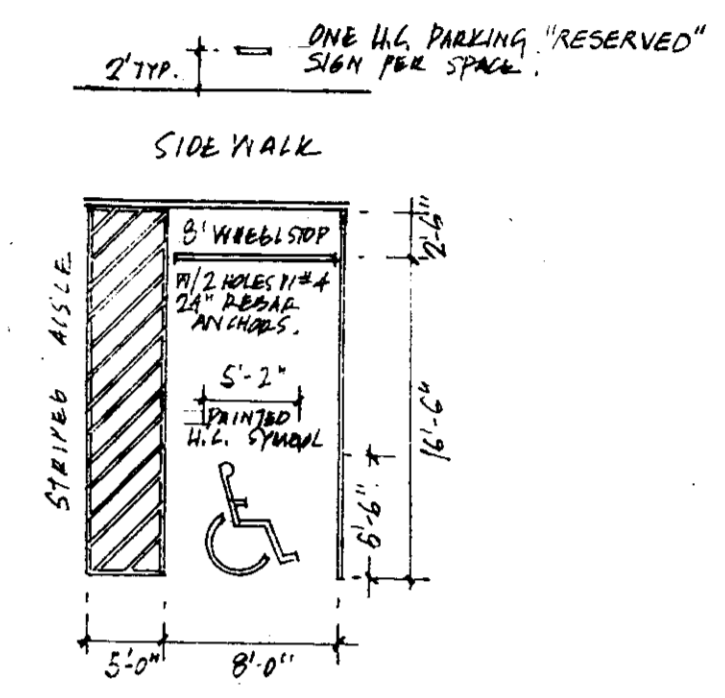 ONE H.C. PARKING "RESERVED"
SIGN PER SPACE.
2' TYP.
SIDEWALK
8' WHEELSTOP
W/2 HOLES W/#4
24" REBAR
ANCHORS.
2'-6"
STRIPED AISLE
5'-2"
PAINTED
H.C. SYMBOL
16'-6"
6'-6"
5'-0"
8'-0"